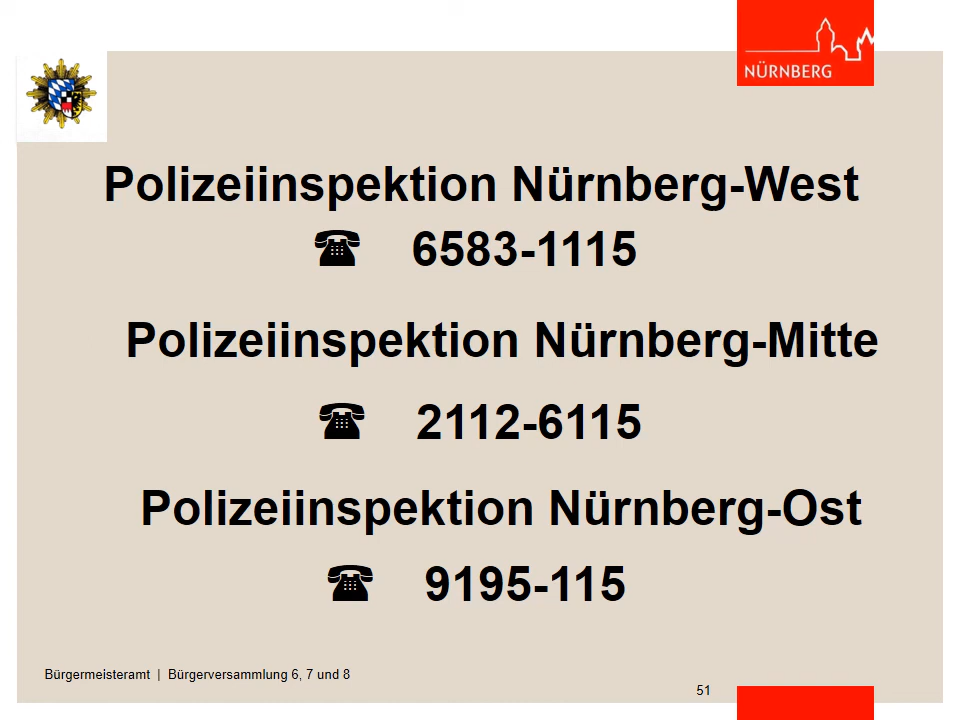 NÜRNBERG
Polizeiinspektion Nürnberg-West
☎ 6583-1115
Polizeiinspektion Nürnberg-Mitte
☎ 2112-6115
Polizeiinspektion Nürnberg-Ost
☎ 9195-115
Bürgermeisteramt | Bürgerversammlung 6, 7 und 8
51